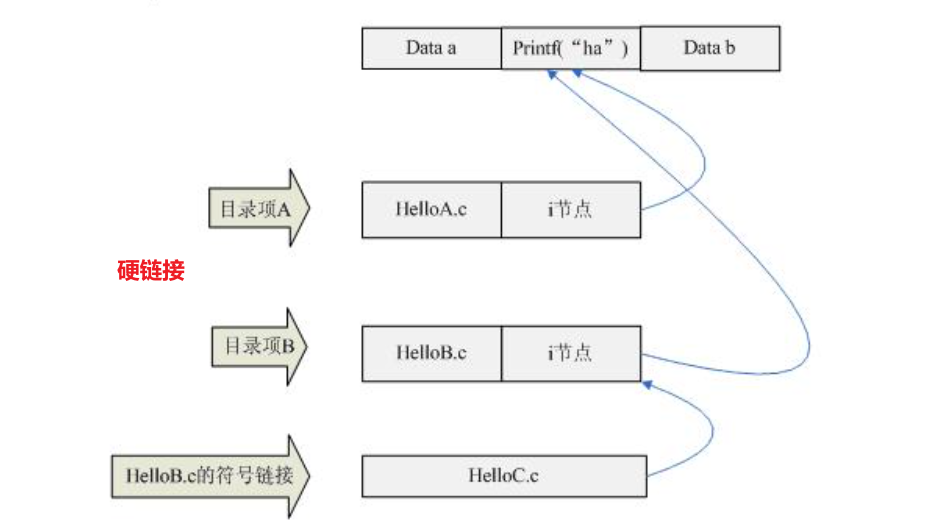 Data a
Printf(“ha”)
Data b
目录项A
HelloA.c
i节点
硬链接
目录项B
HelloB.c
i节点
HelloB.c的符号链接
HelloC.c